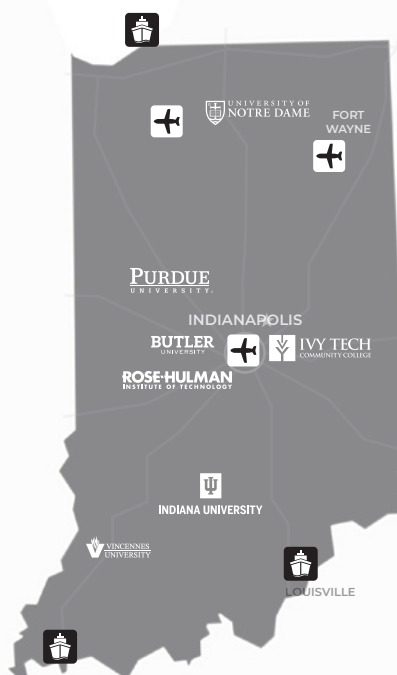 UNIVERSITY OF
NOTRE DAME
FORT
WAYNE
PURDUE
UNIVERSITY.
INDIANAPOLIS
BUTLER
UNIVERSITY
IVY TECH
COMMUNITY COLLEGE
ROSE-HULMAN
INSTITUTE OF TECHNOLOGY
INDIANA UNIVERSITY
VINCENNES
UNIVERSITY
LOUISVILLE